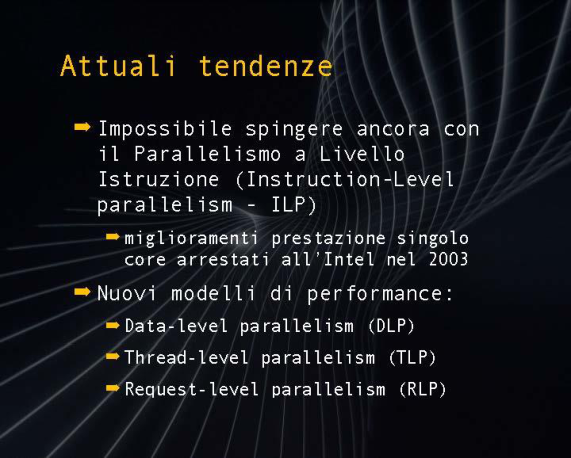 Attuali tendenze
Impossibile spingere ancora con
il Parallelismo a Livello
Istruzione (Instruction-Level
parallelism - ILP)
miglioramenti prestazione singolo
core arrestati all'Intel nel 2003
Nuovi modelli di performance:
Data-level parallelism (DLP)
Thread-level parallelism (TLP)
Request-level parallelism (RLP)